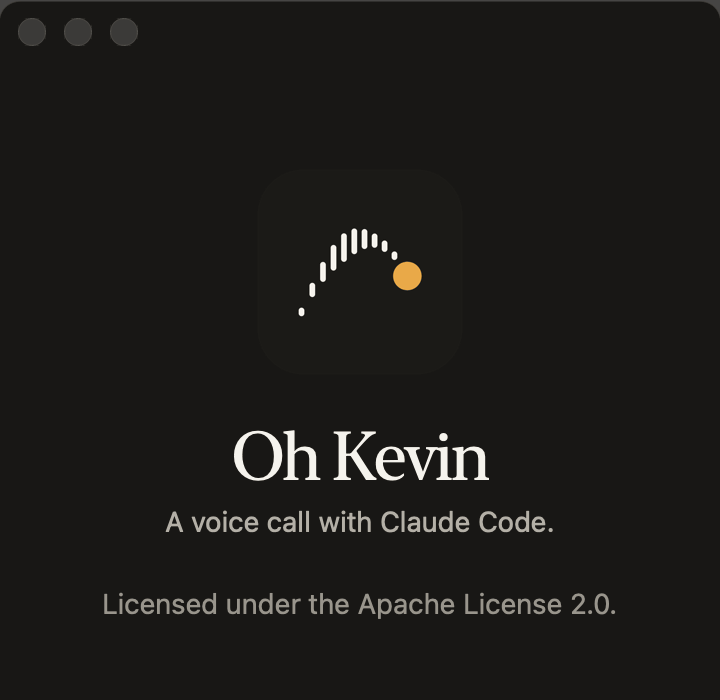 Oh Kevin
A voice call with Claude Code.
Licensed under the Apache License 2.0.